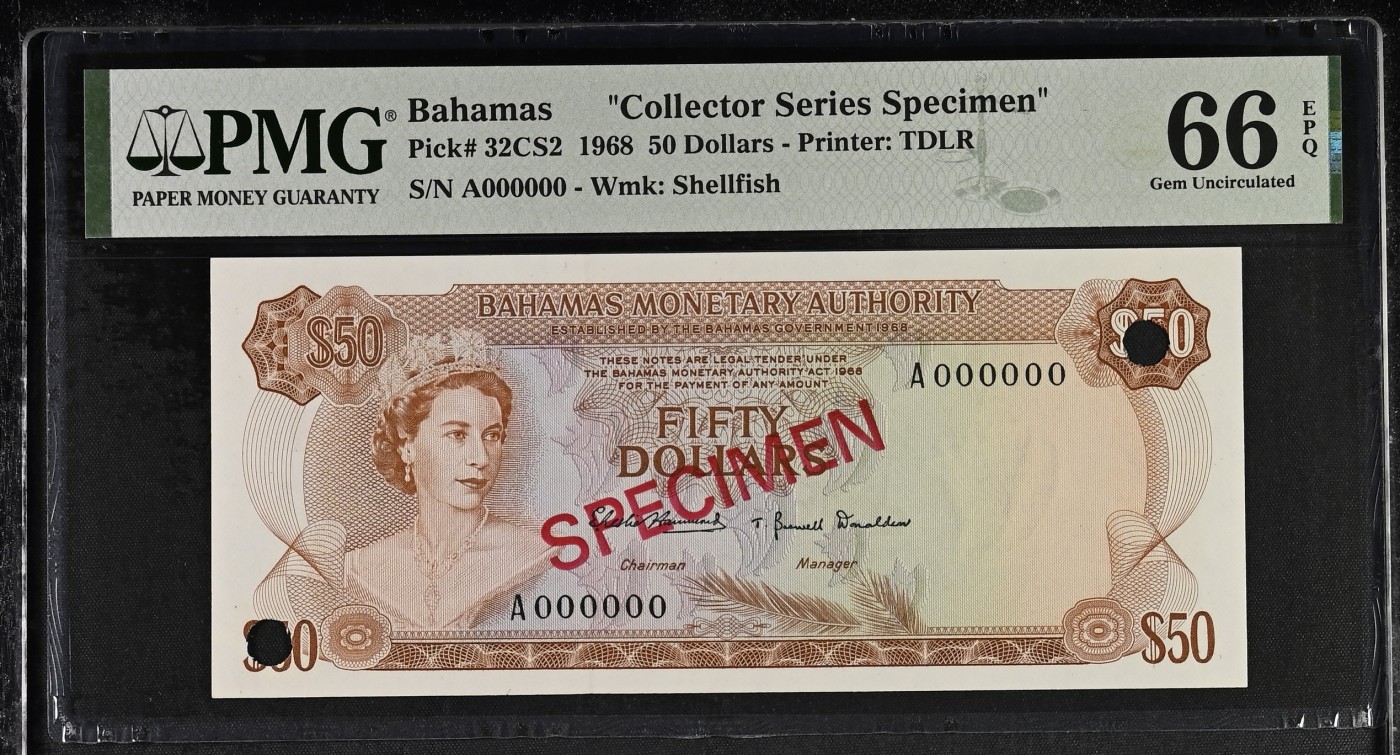 PMG®
PAPER MONEY GUARANTY
Bahamas "Collector Series Specimen"
Pick# 32CS2 1968 50 Dollars - Printer: TDLR
S/N A000000 - Wmk: Shellfish
66
EPQ
Gem Uncirculated
BAHAMAS MONETARY AUTHORITY
ESTABLISHED BY THE BAHAMAS GOVERNMENT 1968
$50
$50
THESE NOTES ARE LEGAL TENDER UNDER
THE BAHAMAS MONETARY AUTHORITY ACT 1968
FOR THE PAYMENT OF ANY AMOUNT
A000000
FIFTY
DOLLARS
SPECIMEN
Chairman
Manager
A000000
$50
$50